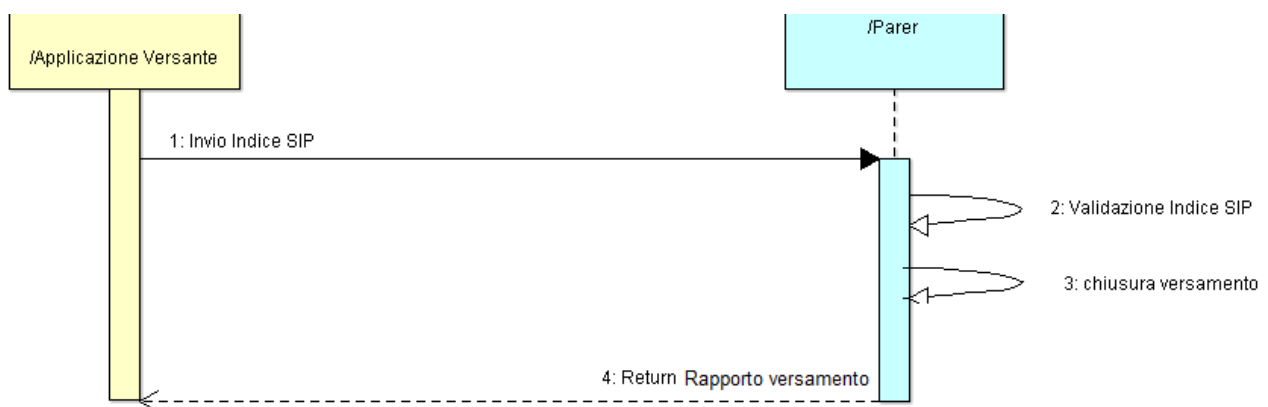 /Applicazione Versante
/Parer
1: Invio Indice SIP
2: Validazione Indice SIP
3: chiusura versamento
4: Return Rapporto versamento